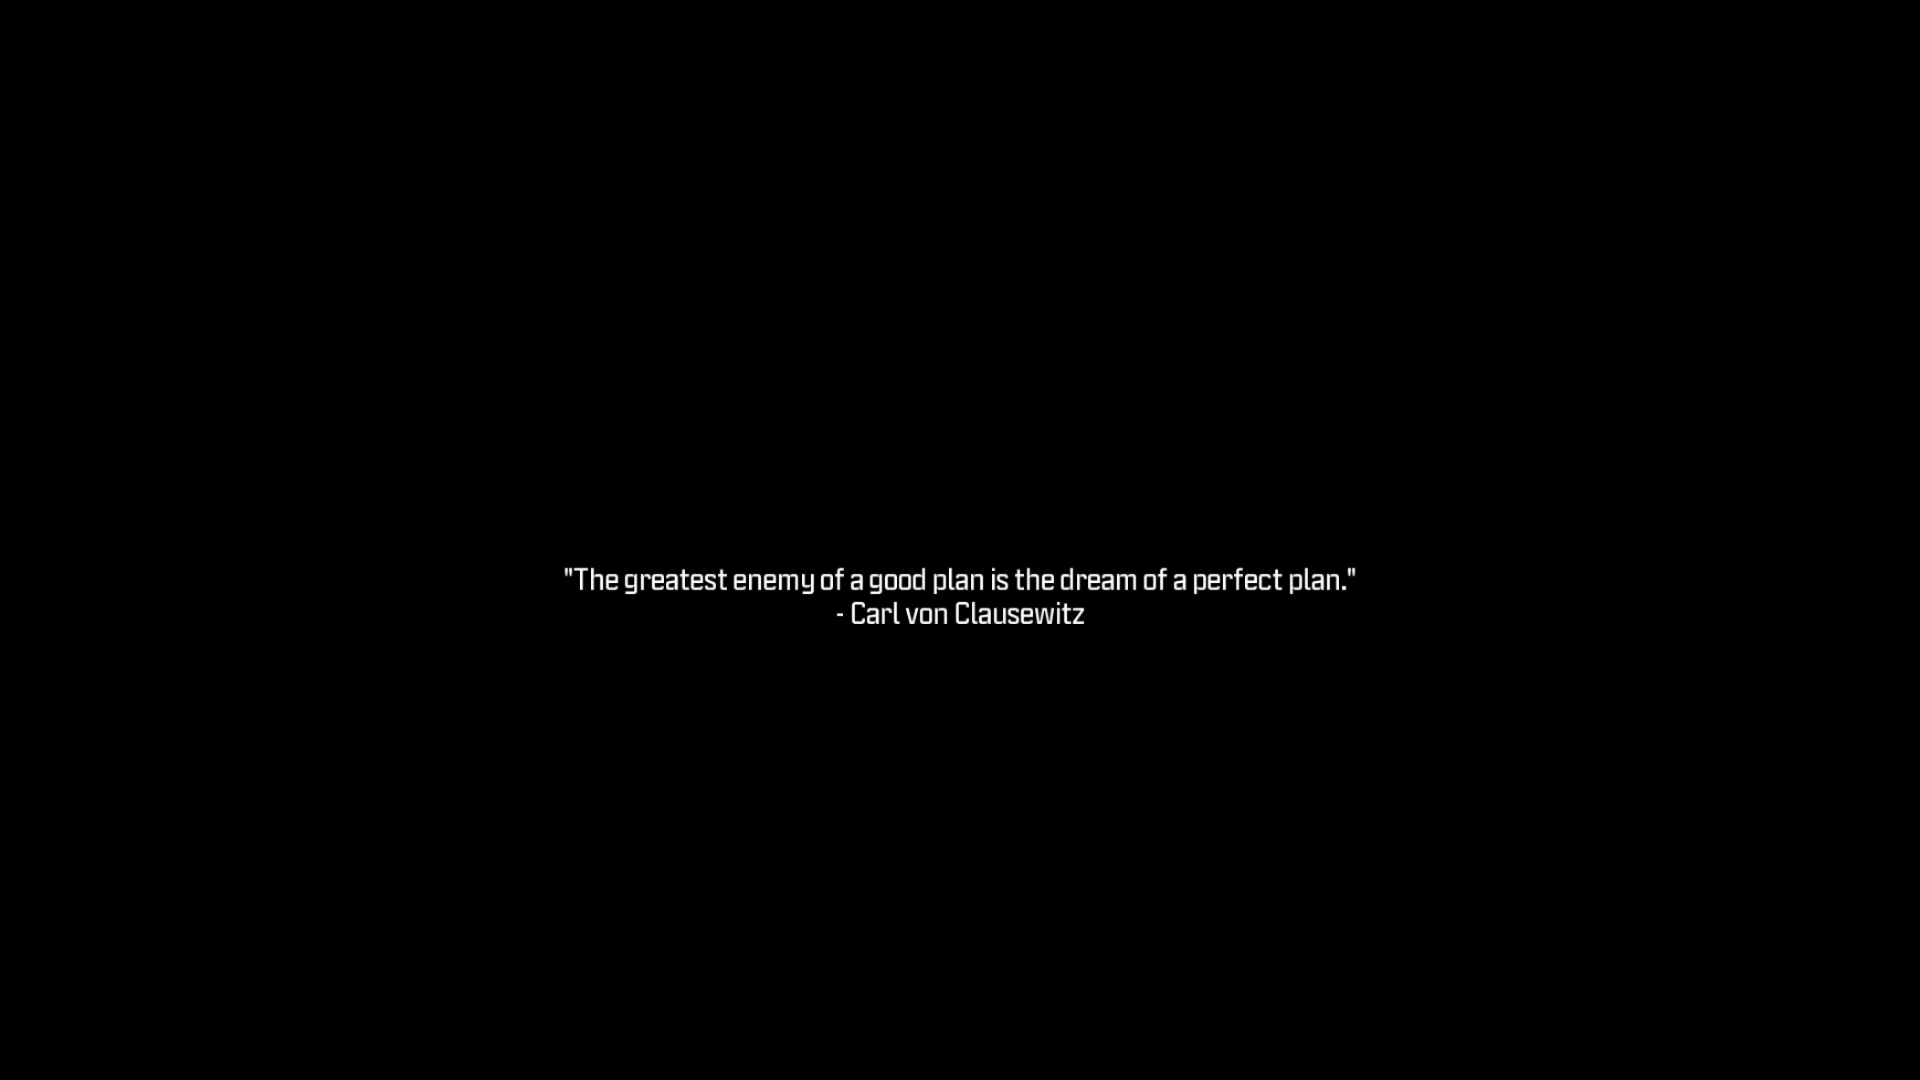 "The greatest enemy of a good plan is the dream of a perfect plan."
- Carl von Clausewitz